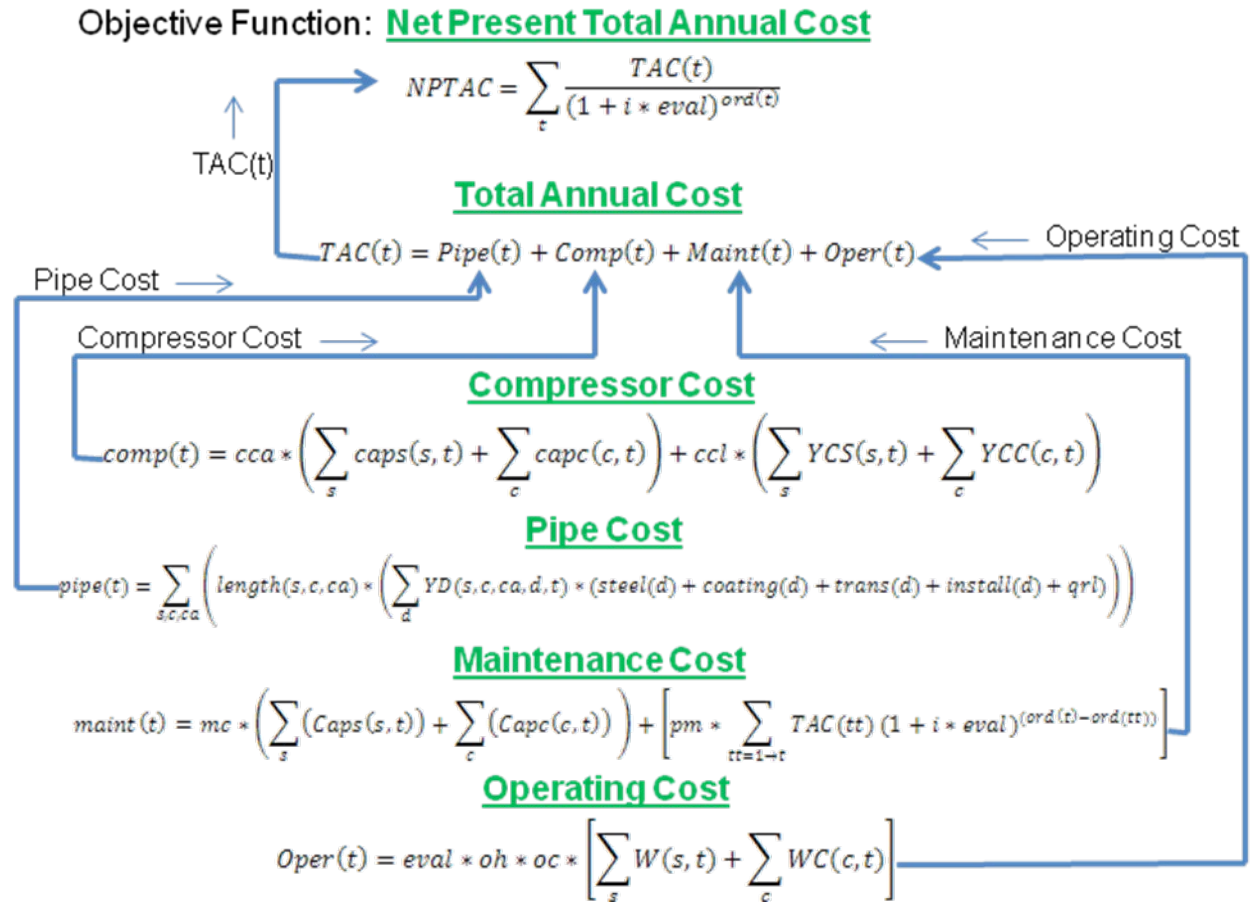 Objective Function: Net Present Total Annual Cost
NPTAC = ∑_t TAC(t) / (1 + i * eval)^ord(t)
TAC(t)
Total Annual Cost
TAC(t) = Pipe(t) + Comp(t) + Maint(t) + Oper(t)
Operating Cost
Pipe Cost
Compressor Cost
Maintenance Cost
Compressor Cost
comp(t) = cca * (∑_s caps(s,t) + ∑_c capc(c,t)) + ccl * (∑_s YCS(s,t) + ∑_c YCC(c,t))
Pipe Cost
pipe(t) = ∑_{s,c,ca} (length(s,c,ca) * (∑_d YD(s,c,ca,d,t) * (steel(d) + coating(d) + trans(d) + install(d) + qrl)))
Maintenance Cost
maint(t) = mc * (∑_s (Caps(s,t)) + ∑_c (Capc(c,t))) + [pm * ∑_{tt=1→t} TAC(tt) (1 + i * eval)^(ord(t)−ord(tt))]
Operating Cost
Oper(t) = eval * oh * oc * [∑_s W(s,t) + ∑_c WC(c,t)]